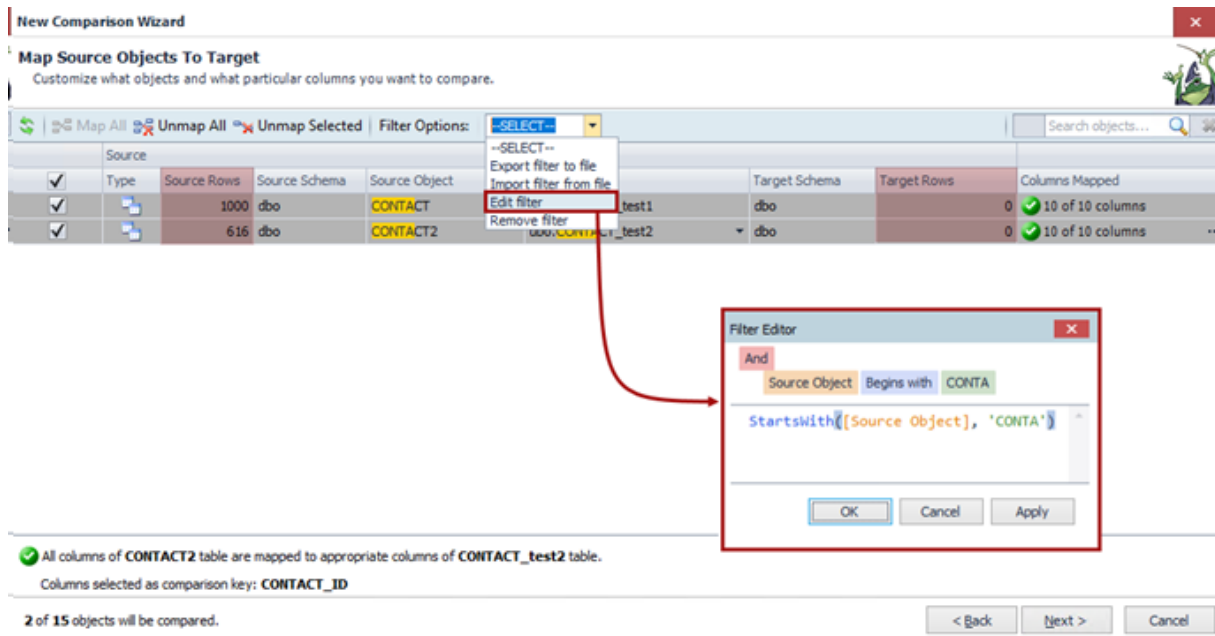 New Comparison Wizard
Map Source Objects To Target
Customize what objects and what particular columns you want to compare.
Map All Unmap All Unmap Selected Filter Options: --SELECT-- Search objects...
--SELECT--
Export filter to file
Import filter from file
Edit filter
Remove filter
Source
Type Source Rows Source Schema Source Object Target Schema Target Rows Columns Mapped
1000 dbo CONTACT _test1 dbo 0 10 of 10 columns
616 dbo CONTACT2 dbo.CONTACT_test2 dbo 0 10 of 10 columns
Filter Editor
And
Source Object Begins with CONTA
StartsWith([Source Object], 'CONTA')
OK Cancel Apply
All columns of CONTACT2 table are mapped to appropriate columns of CONTACT_test2 table.
Columns selected as comparison key: CONTACT_ID
2 of 15 objects will be compared.
< Back Next > Cancel